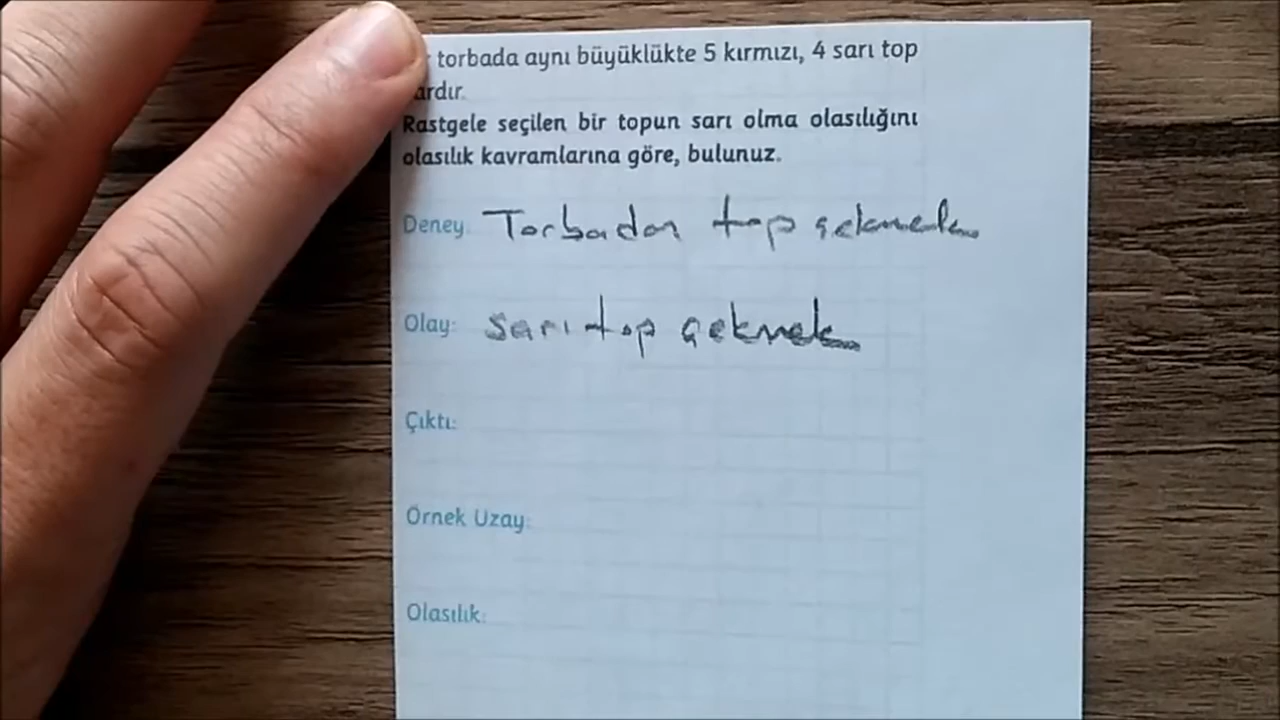 torbada aynı büyüklükte 5 kırmızı, 4 sarı top
ardır.
Rastgele seçilen bir topun sarı olma olasılığını
olasılık kavramlarına göre, bulunuz.
Deney: Torbadan top çekmek
Olay: Sarı top çekmek
Çıktı:
Örnek Uzay:
Olasılık: